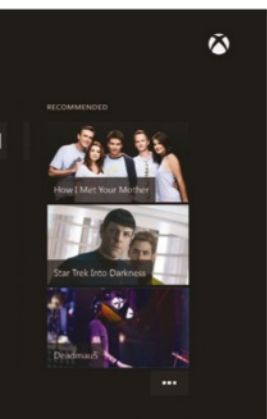 RECOMMENDED
How I Met Your Mother
Star Trek Into Darkness
Deadmau5